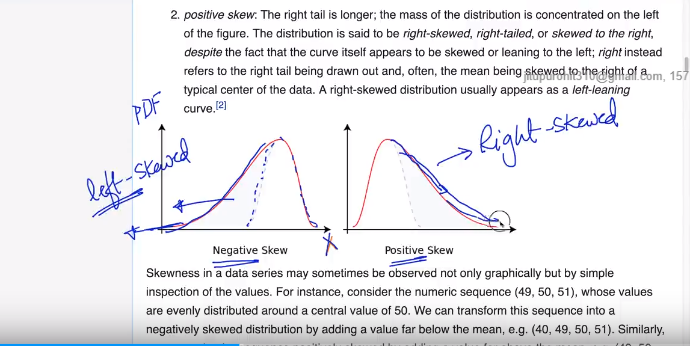 2. positive skew: The right tail is longer; the mass of the distribution is concentrated on the left
of the figure. The distribution is said to be right-skewed, right-tailed, or skewed to the right,
despite the fact that the curve itself appears to be skewed or leaning to the left; right instead
refers to the right tail being drawn out and, often, the mean being skewed to the right of a
typical center of the data. A right-skewed distribution usually appears as a left-leaning
curve.[2]
PDF
left-skewed
Right-skewed
X
Negative Skew
Positive Skew
Skewness in a data series may sometimes be observed not only graphically but by simple
inspection of the values. For instance, consider the numeric sequence (49, 50, 51), whose values
are evenly distributed around a central value of 50. We can transform this sequence into a
negatively skewed distribution by adding a value far below the mean, e.g. (40, 49, 50, 51). Similarly,